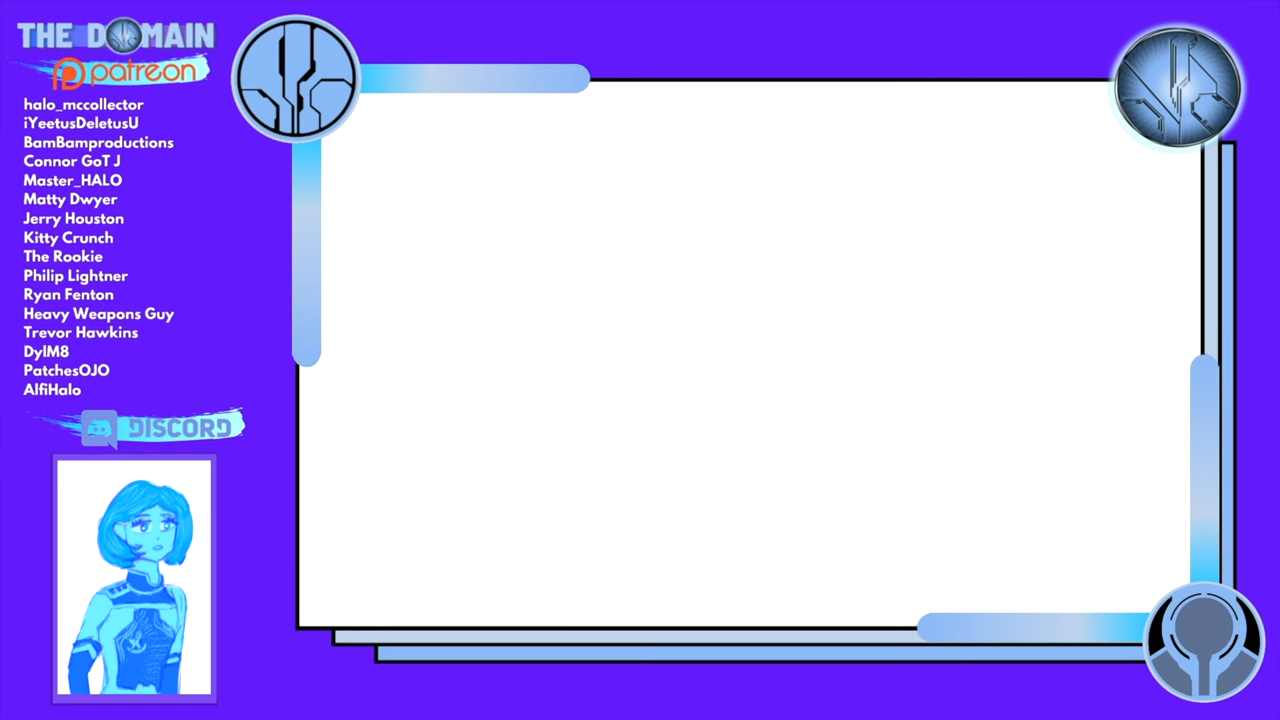 THE DOMAIN
patreon
halo_mccollector
iYeetusDeletusU
BamBamproductions
Connor GoT J
Master_HALO
Matty Dwyer
Jerry Houston
Kitty Crunch
The Rookie
Philip Lightner
Ryan Fenton
Heavy Weapons Guy
Trevor Hawkins
DylM8
PatchesOJO
AlfiHalo
DISCORD